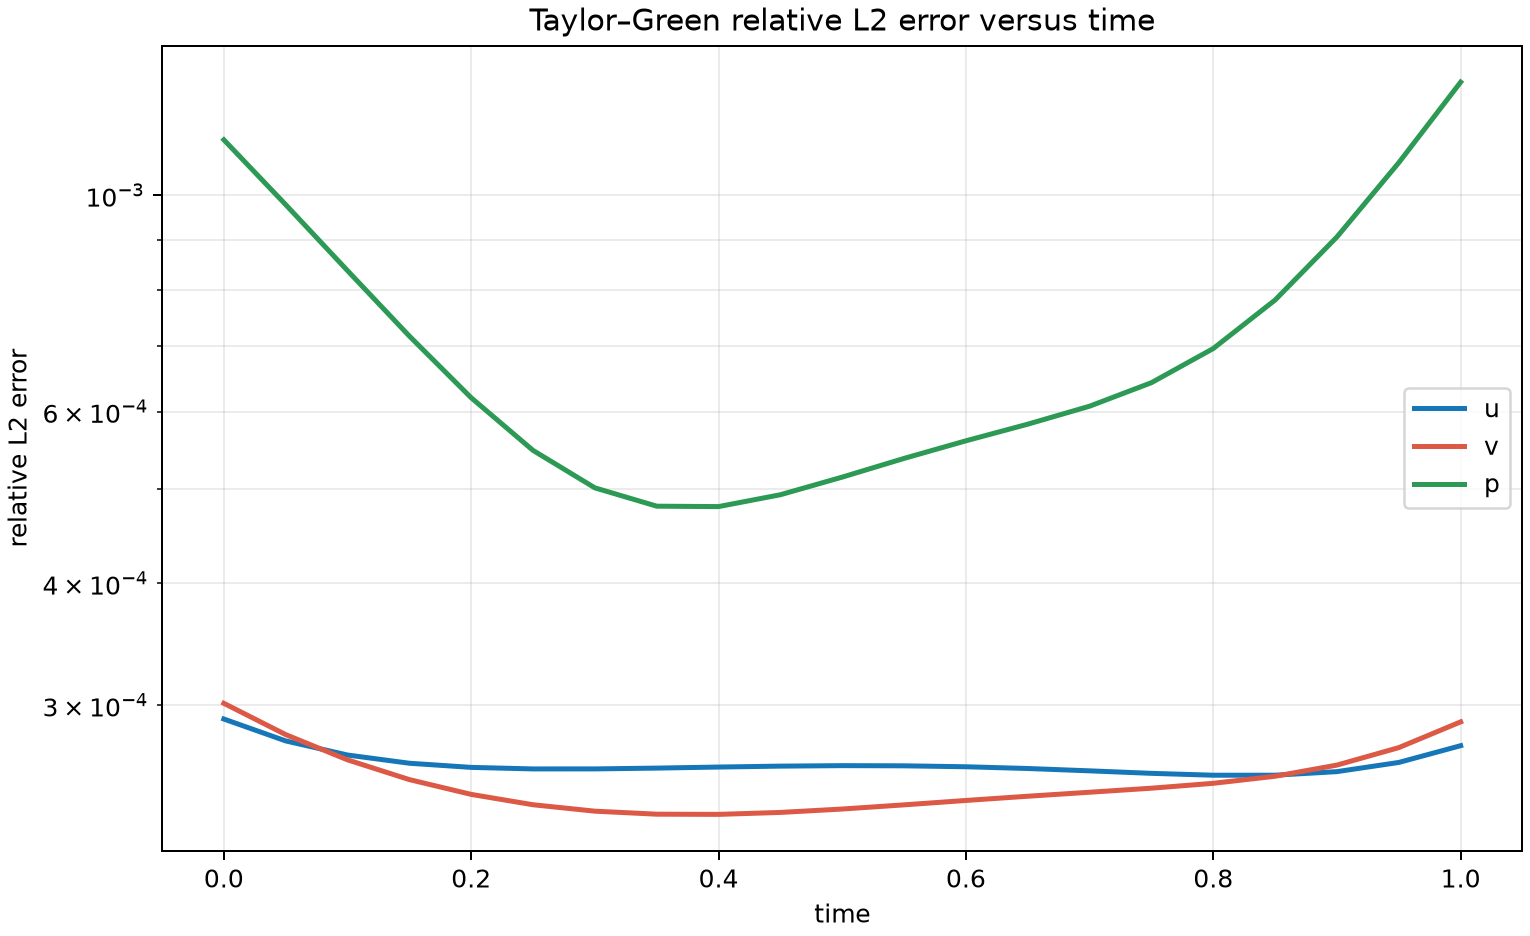 Taylor–Green relative L2 error versus time
relative L2 error
10⁻³
6 × 10⁻⁴
4 × 10⁻⁴
3 × 10⁻⁴
u
v
p
0.0 0.2 0.4 0.6 0.8 1.0
time